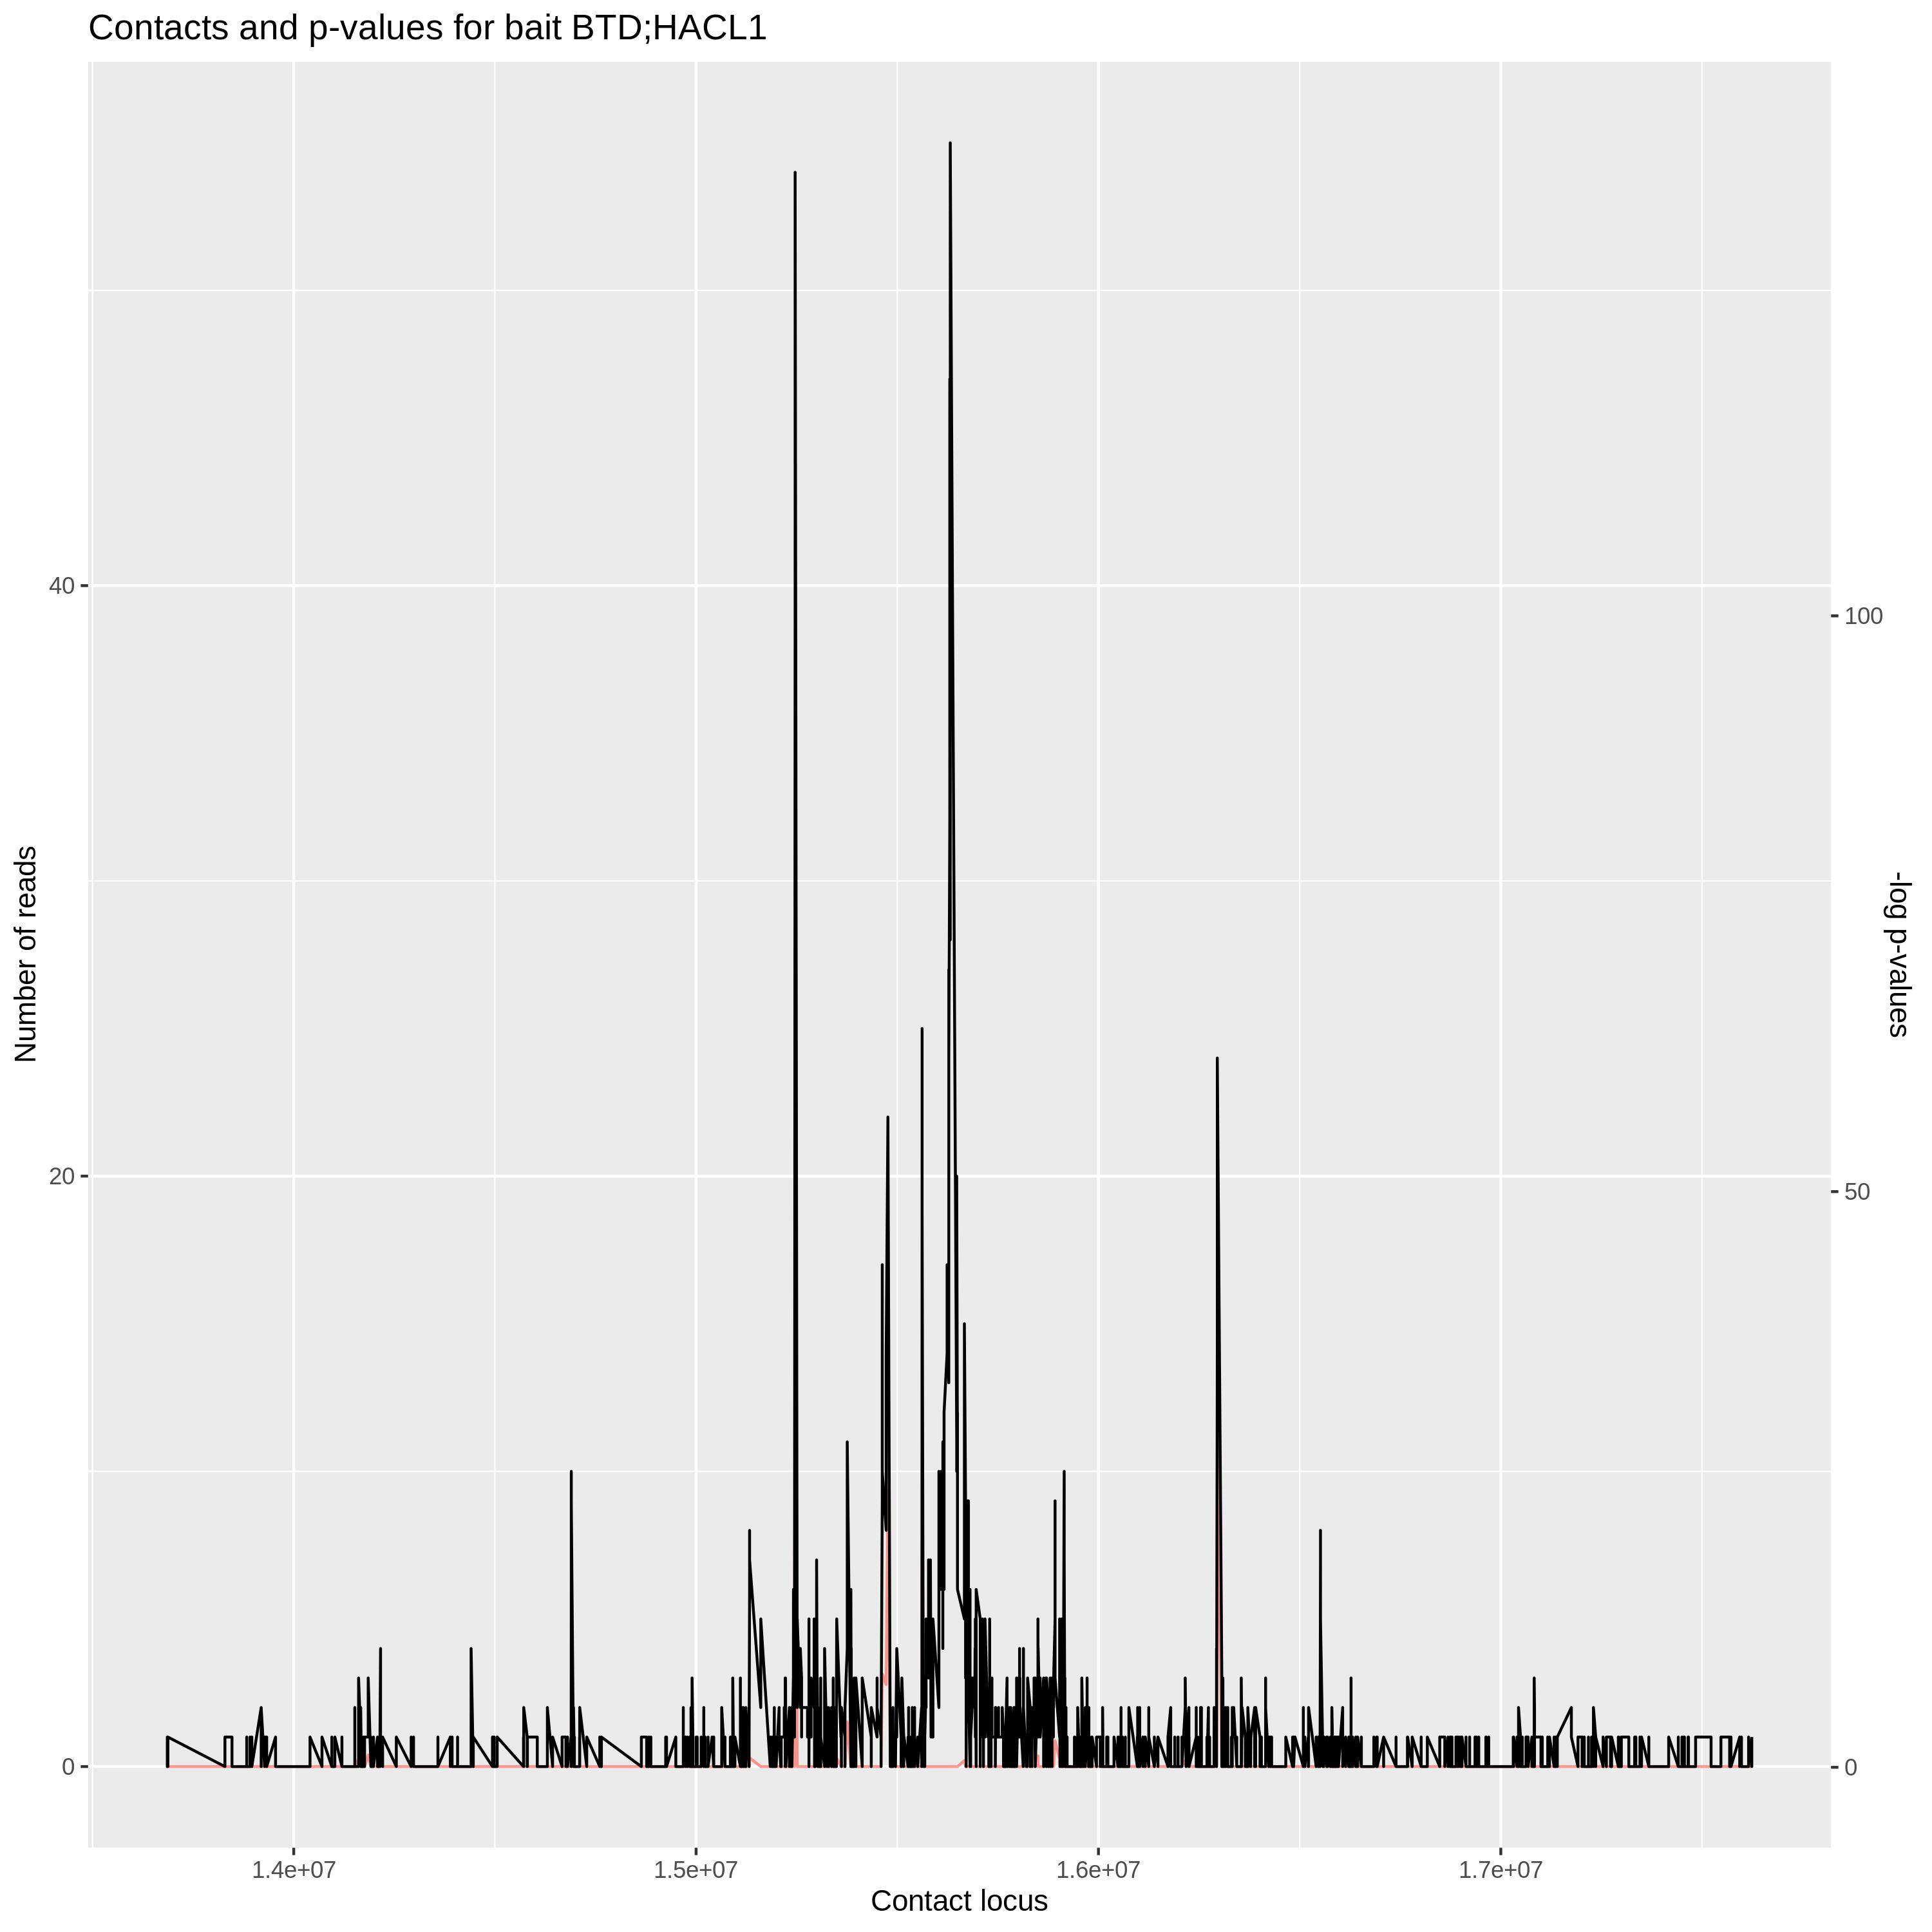 Contacts and p-values for bait BTD;HACL1
Number of reads
40
20
0
100
50
0
-log p-values
1.4e+07
1.5e+07
1.6e+07
1.7e+07
Contact locus